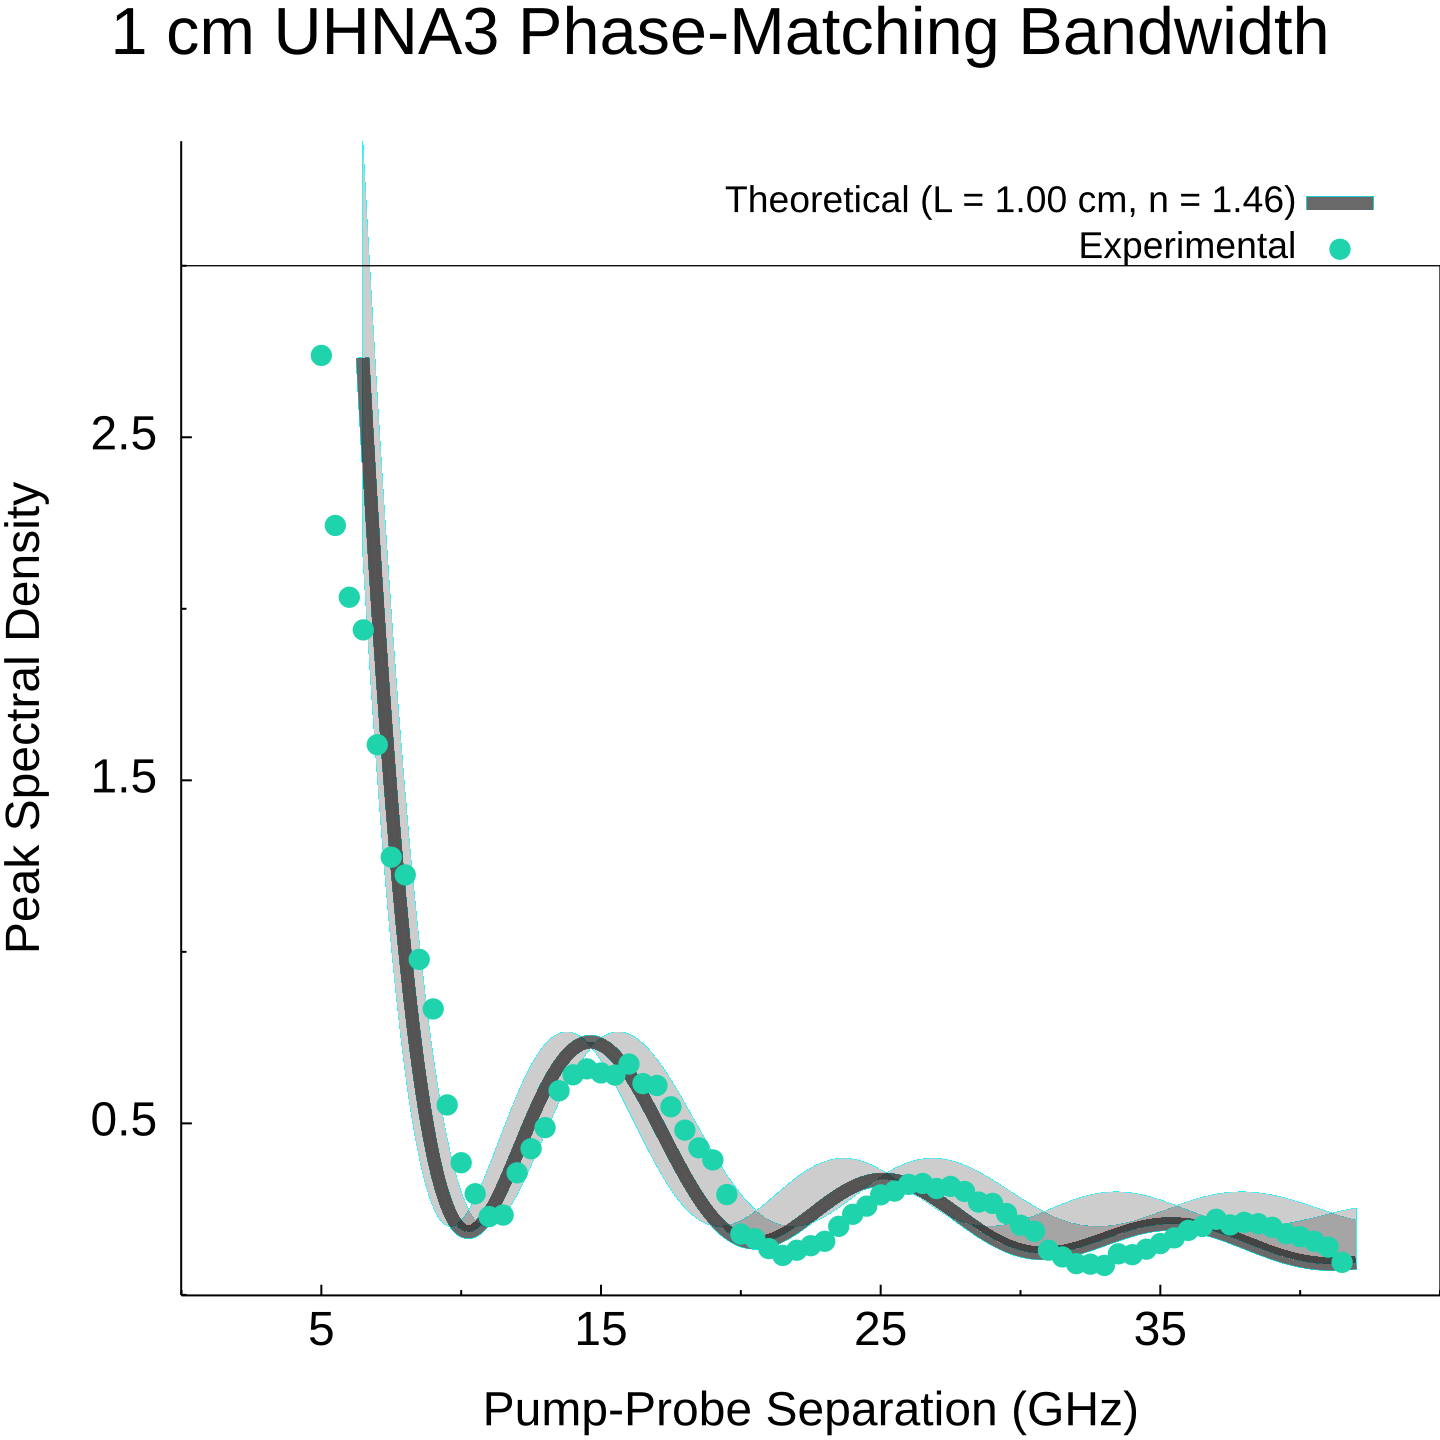 1 cm UHNA3 Phase-Matching Bandwidth
Theoretical (L = 1.00 cm, n = 1.46)
Experimental
2.5
1.5
0.5
Peak Spectral Density
5 15 25 35
Pump-Probe Separation (GHz)